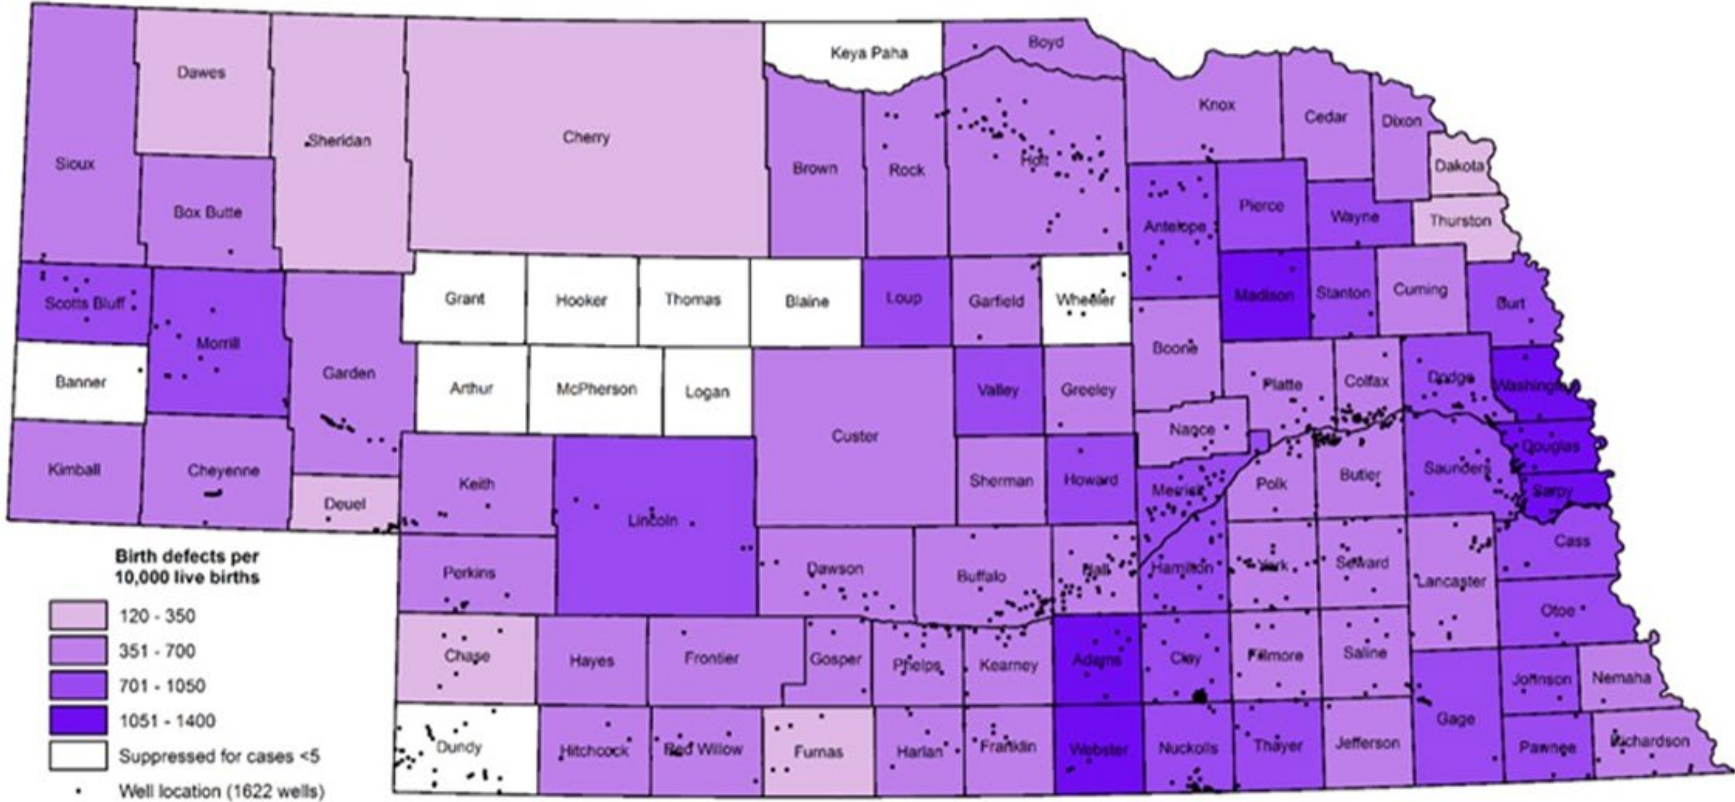 Keya Paha
Boyd
Dawes
Sheridan
Cherry
Knox
Cedar
Dixon
Sioux
Brown
Rock
Holt
Dakota
Box Butte
Antelope
Pierce
Wayne
Thurston
Scotts Bluff
Grant
Hooker
Thomas
Blaine
Loup
Garfield
Wheeler
Madison
Stanton
Cuming
Burt
Morrill
Banner
Garden
Arthur
McPherson
Logan
Valley
Greeley
Boone
Platte
Colfax
Dodge
Washington
Kimball
Cheyenne
Custer
Nance
Douglas
Keith
Sherman
Howard
Merrick
Polk
Butler
Saunders
Sarpy
Deuel
Lincoln
Cass
Perkins
Dawson
Buffalo
Hall
Hamilton
York
Seward
Lancaster
Otoe
Chase
Hayes
Frontier
Gosper
Phelps
Kearney
Adams
Clay
Fillmore
Saline
Johnson
Nemaha
Gage
Dundy
Hitchcock
Red Willow
Furnas
Harlan
Franklin
Webster
Nuckolls
Thayer
Jefferson
Pawnee
Richardson
Birth defects per
10,000 live births
120 - 350
351 - 700
701 - 1050
1051 - 1400
Suppressed for cases <5
Well location (1622 wells)